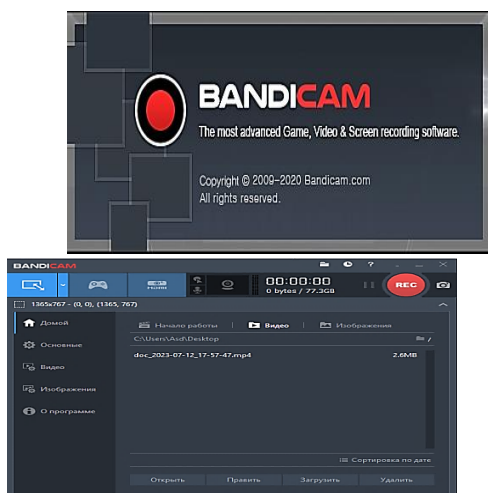 BANDICAM
The most advanced Game, Video & Screen recording software.
Copyright © 2009-2020 Bandicam.com
All rights reserved.
BANDICAM
?
HDMI
00:00:00
0 bytes / 77.3GB
REC
1365x767 - (0, 0), (1365, 767)
Домой
Начало работы
Видео
Изображения
C:\Users\Asd\Desktop
/
Основные
doc_2023-07-12_17-57-47.mp4
2.6MB
Видео
Изображения
О программе
Сортировка по дате
Открыть
Править
Загрузить
Удалить